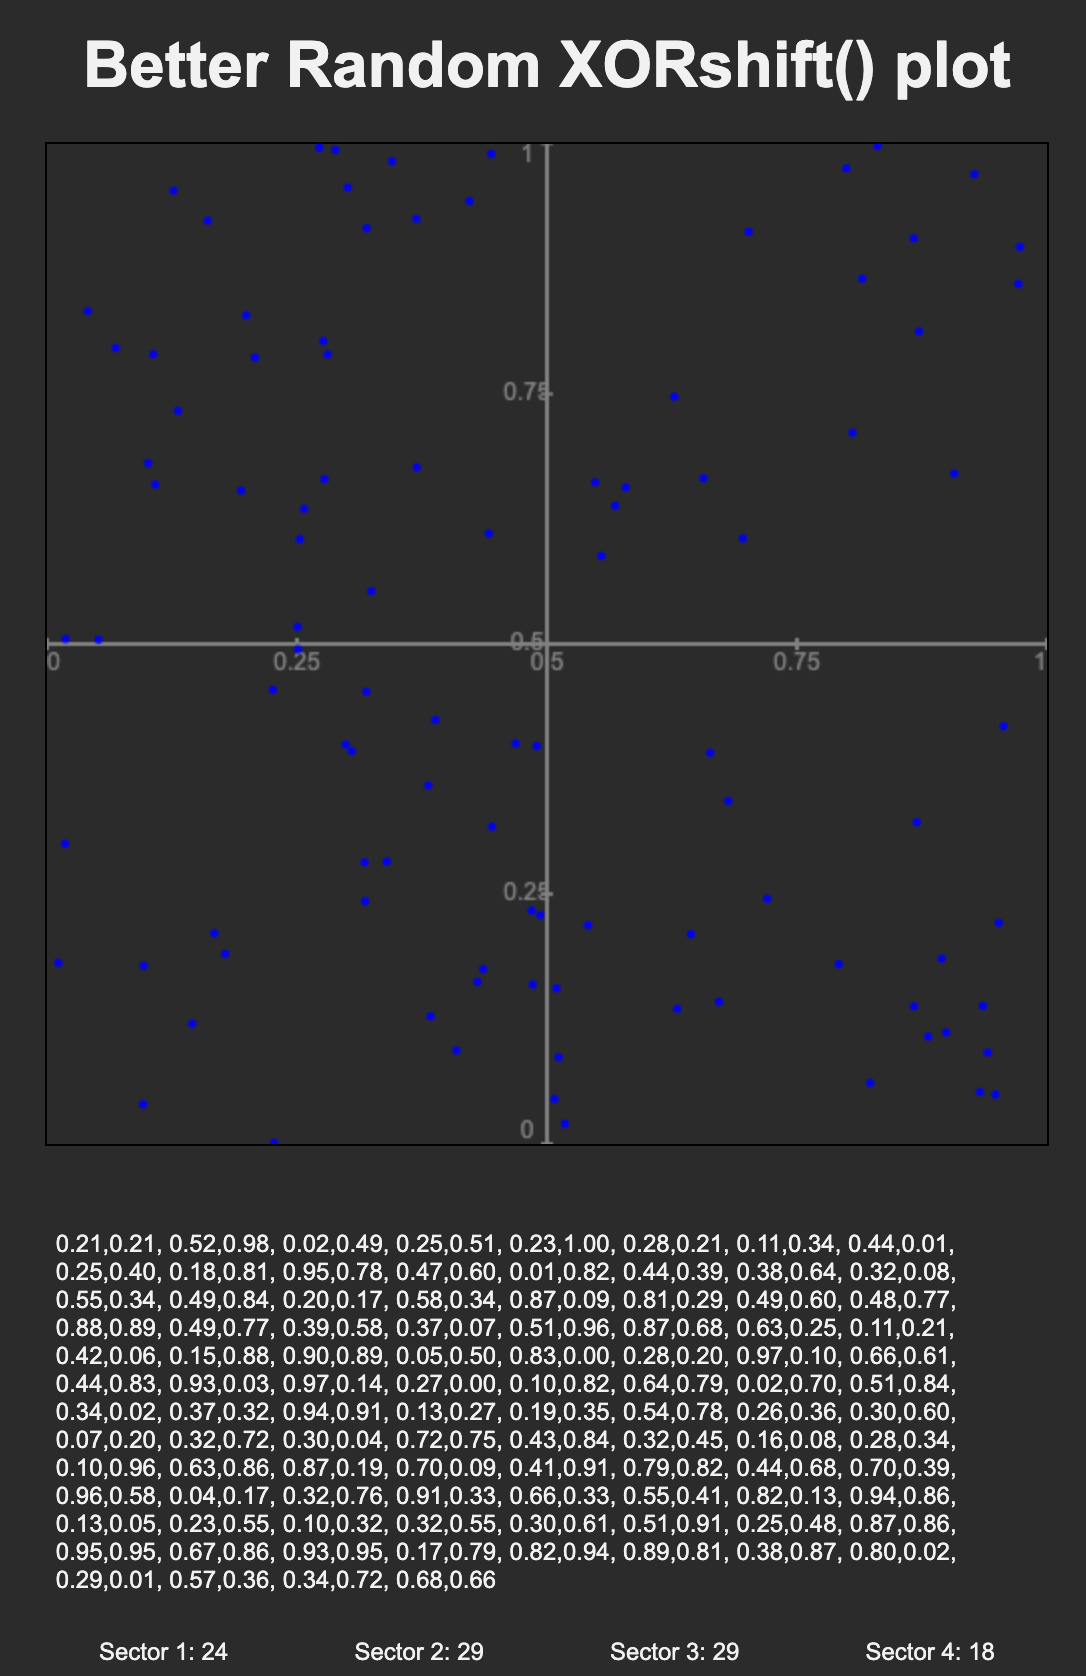 Better Random XORshift() plot
1
0.75
0.5
0 0.25 0.5 0.75 1
0.25
0
0.21,0.21, 0.52,0.98, 0.02,0.49, 0.25,0.51, 0.23,1.00, 0.28,0.21, 0.11,0.34, 0.44,0.01,
0.25,0.40, 0.18,0.81, 0.95,0.78, 0.47,0.60, 0.01,0.82, 0.44,0.39, 0.38,0.64, 0.32,0.08,
0.55,0.34, 0.49,0.84, 0.20,0.17, 0.58,0.34, 0.87,0.09, 0.81,0.29, 0.49,0.60, 0.48,0.77,
0.88,0.89, 0.49,0.77, 0.39,0.58, 0.37,0.07, 0.51,0.96, 0.87,0.68, 0.63,0.25, 0.11,0.21,
0.42,0.06, 0.15,0.88, 0.90,0.89, 0.05,0.50, 0.83,0.00, 0.28,0.20, 0.97,0.10, 0.66,0.61,
0.44,0.83, 0.93,0.03, 0.97,0.14, 0.27,0.00, 0.10,0.82, 0.64,0.79, 0.02,0.70, 0.51,0.84,
0.34,0.02, 0.37,0.32, 0.94,0.91, 0.13,0.27, 0.19,0.35, 0.54,0.78, 0.26,0.36, 0.30,0.60,
0.07,0.20, 0.32,0.72, 0.30,0.04, 0.72,0.75, 0.43,0.84, 0.32,0.45, 0.16,0.08, 0.28,0.34,
0.10,0.96, 0.63,0.86, 0.87,0.19, 0.70,0.09, 0.41,0.91, 0.79,0.82, 0.44,0.68, 0.70,0.39,
0.96,0.58, 0.04,0.17, 0.32,0.76, 0.91,0.33, 0.66,0.33, 0.55,0.41, 0.82,0.13, 0.94,0.86,
0.13,0.05, 0.23,0.55, 0.10,0.32, 0.32,0.55, 0.30,0.61, 0.51,0.91, 0.25,0.48, 0.87,0.86,
0.95,0.95, 0.67,0.86, 0.93,0.95, 0.17,0.79, 0.82,0.94, 0.89,0.81, 0.38,0.87, 0.80,0.02,
0.29,0.01, 0.57,0.36, 0.34,0.72, 0.68,0.66
Sector 1: 24 Sector 2: 29 Sector 3: 29 Sector 4: 18